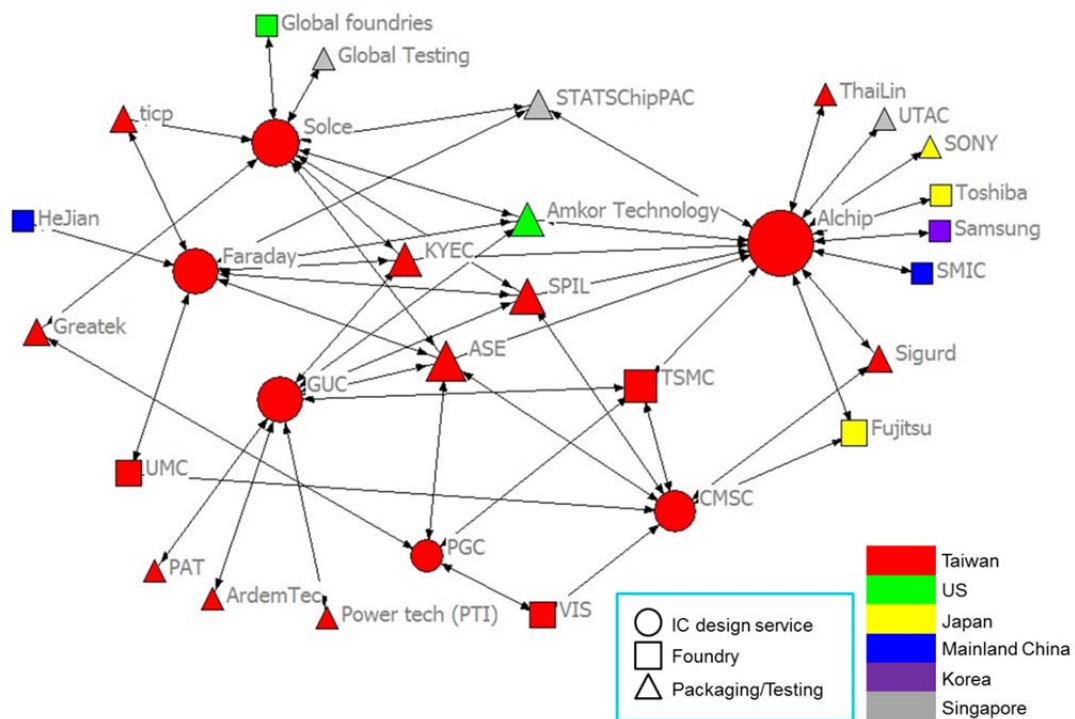 Global foundries
Global Testing
ticp
Solce
STATSChipPAC
ThaiLin
UTAC
SONY
HeJian
Faraday
KYEC
Amkor Technology
Alchip
Toshiba
Samsung
SMIC
SPIL
Greatek
ASE
GUC
TSMC
Sigurd
Fujitsu
UMC
CMSC
PAT
ArdemTec
Power tech (PTI)
PGC
VIS
IC design service
Foundry
Packaging/Testing
Taiwan
US
Japan
Mainland China
Korea
Singapore